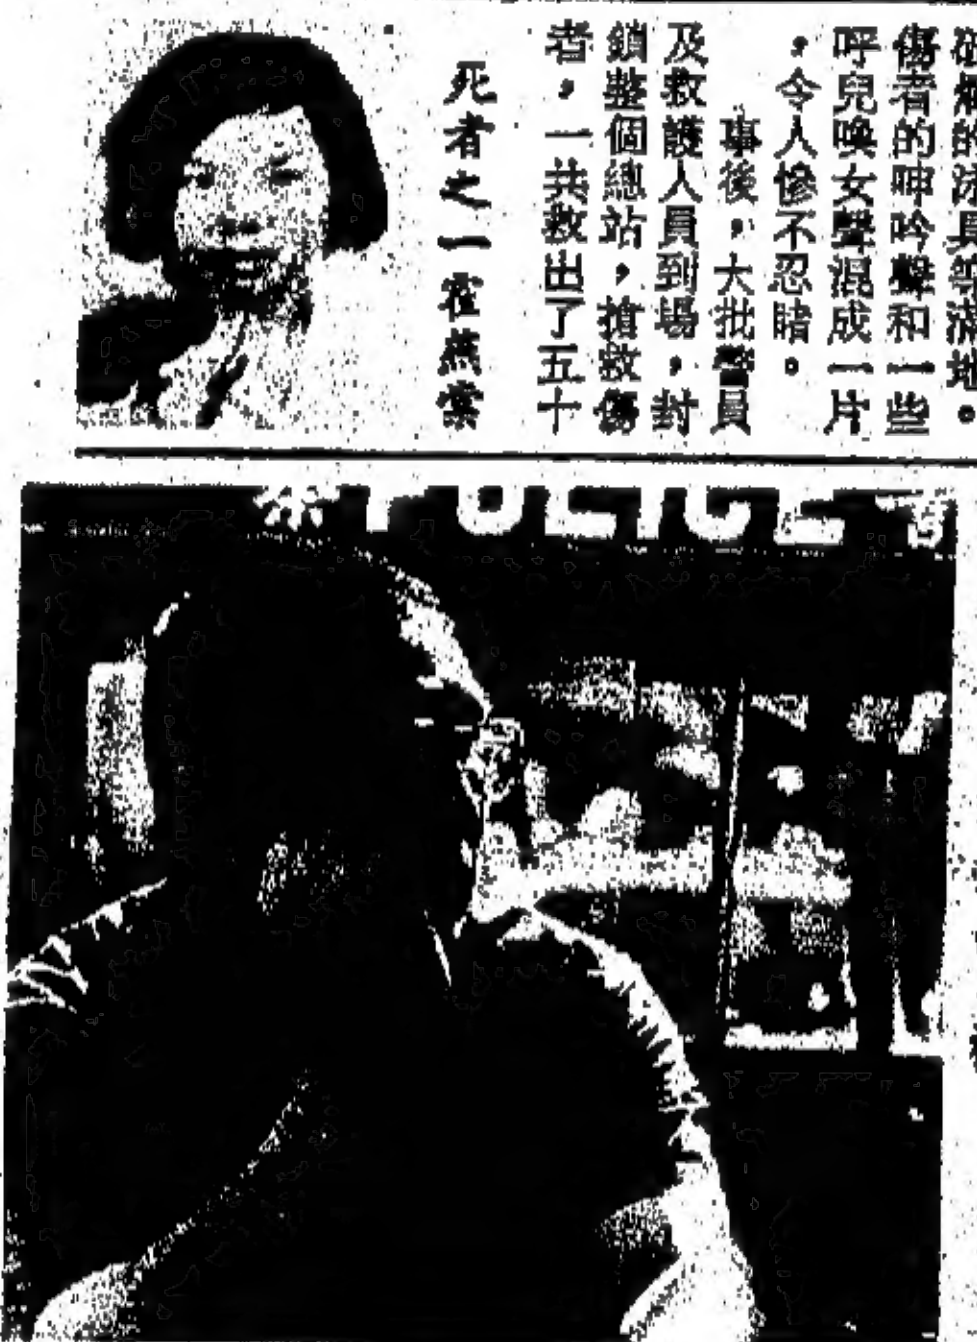 的玩具等滿地。
傷者的呻吟聲和一些
呼兒喚女聲混成一片
，令人慘不忍睹。
事後，大批警員
及救護人員到場，封
鎖整個總站，搶救傷
者，一共救出了五十
死者之一霍燕棠
POLICE